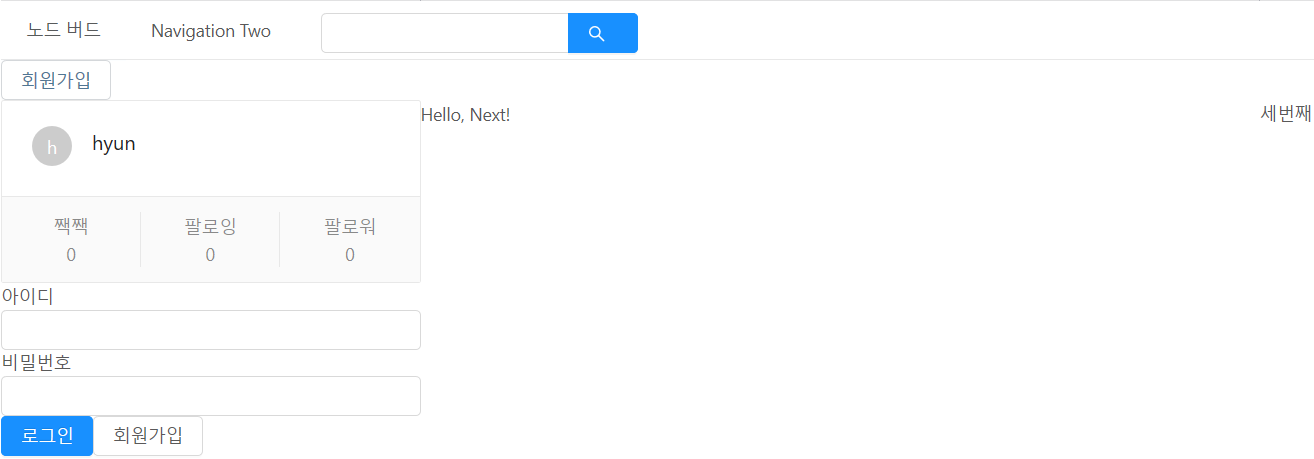 노드 버드 Navigation Two
회원가입
h hyun
Hello, Next!
세번째
짹짹 팔로잉 팔로워
0 0 0
아이디
비밀번호
로그인 회원가입